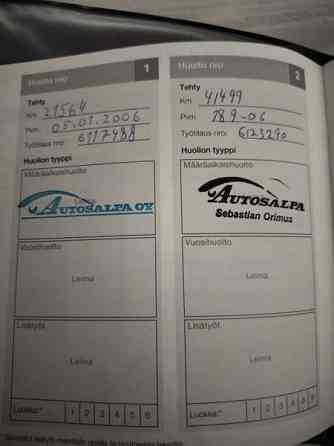 Huolto nro 1
Tehty
Km 27564
Pvm 05.01.2006
Työtilaus nro: 6117488
Huollon tyyppi
Määräaikaishuolto
Leima
AUTOSALPA OY
Vuosihuolto
Leima
Lisätyöt
Leima
Luokka:* 1 2 3 4 5 6
Huolto nro 2
Tehty
Km 41499
Pvm 18.9-06
Työtilaus nro: 6123290
Huollon tyyppi
Määräaikaishuolto
AUTOSALPA
Sebastian Orimus
Vuosihuolto
Leima
Lisätyöt
Leima
Luokka:* 1 2 3 4 5 6